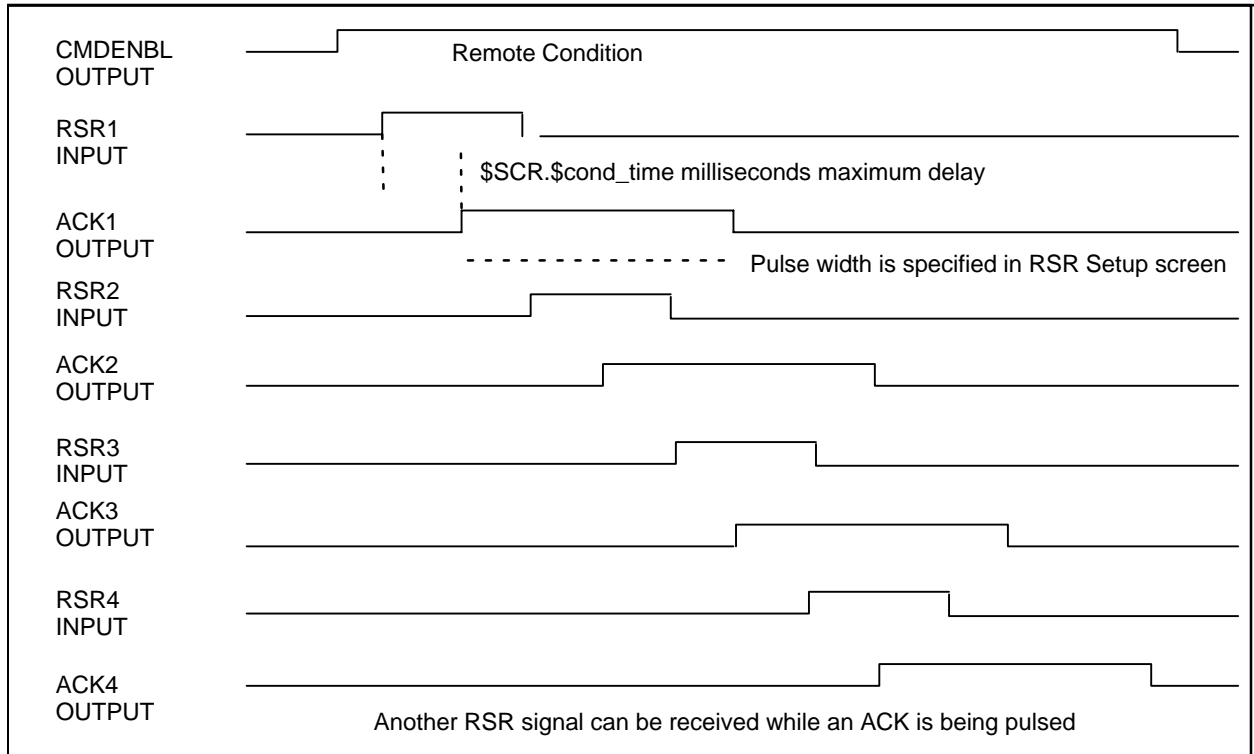 CMDENBL
OUTPUT
Remote Condition
RSR1
INPUT
$SCR.$cond_time milliseconds maximum delay
ACK1
OUTPUT
Pulse width is specified in RSR Setup screen
RSR2
INPUT
ACK2
OUTPUT
RSR3
INPUT
ACK3
OUTPUT
RSR4
INPUT
ACK4
OUTPUT
Another RSR signal can be received while an ACK is being pulsed